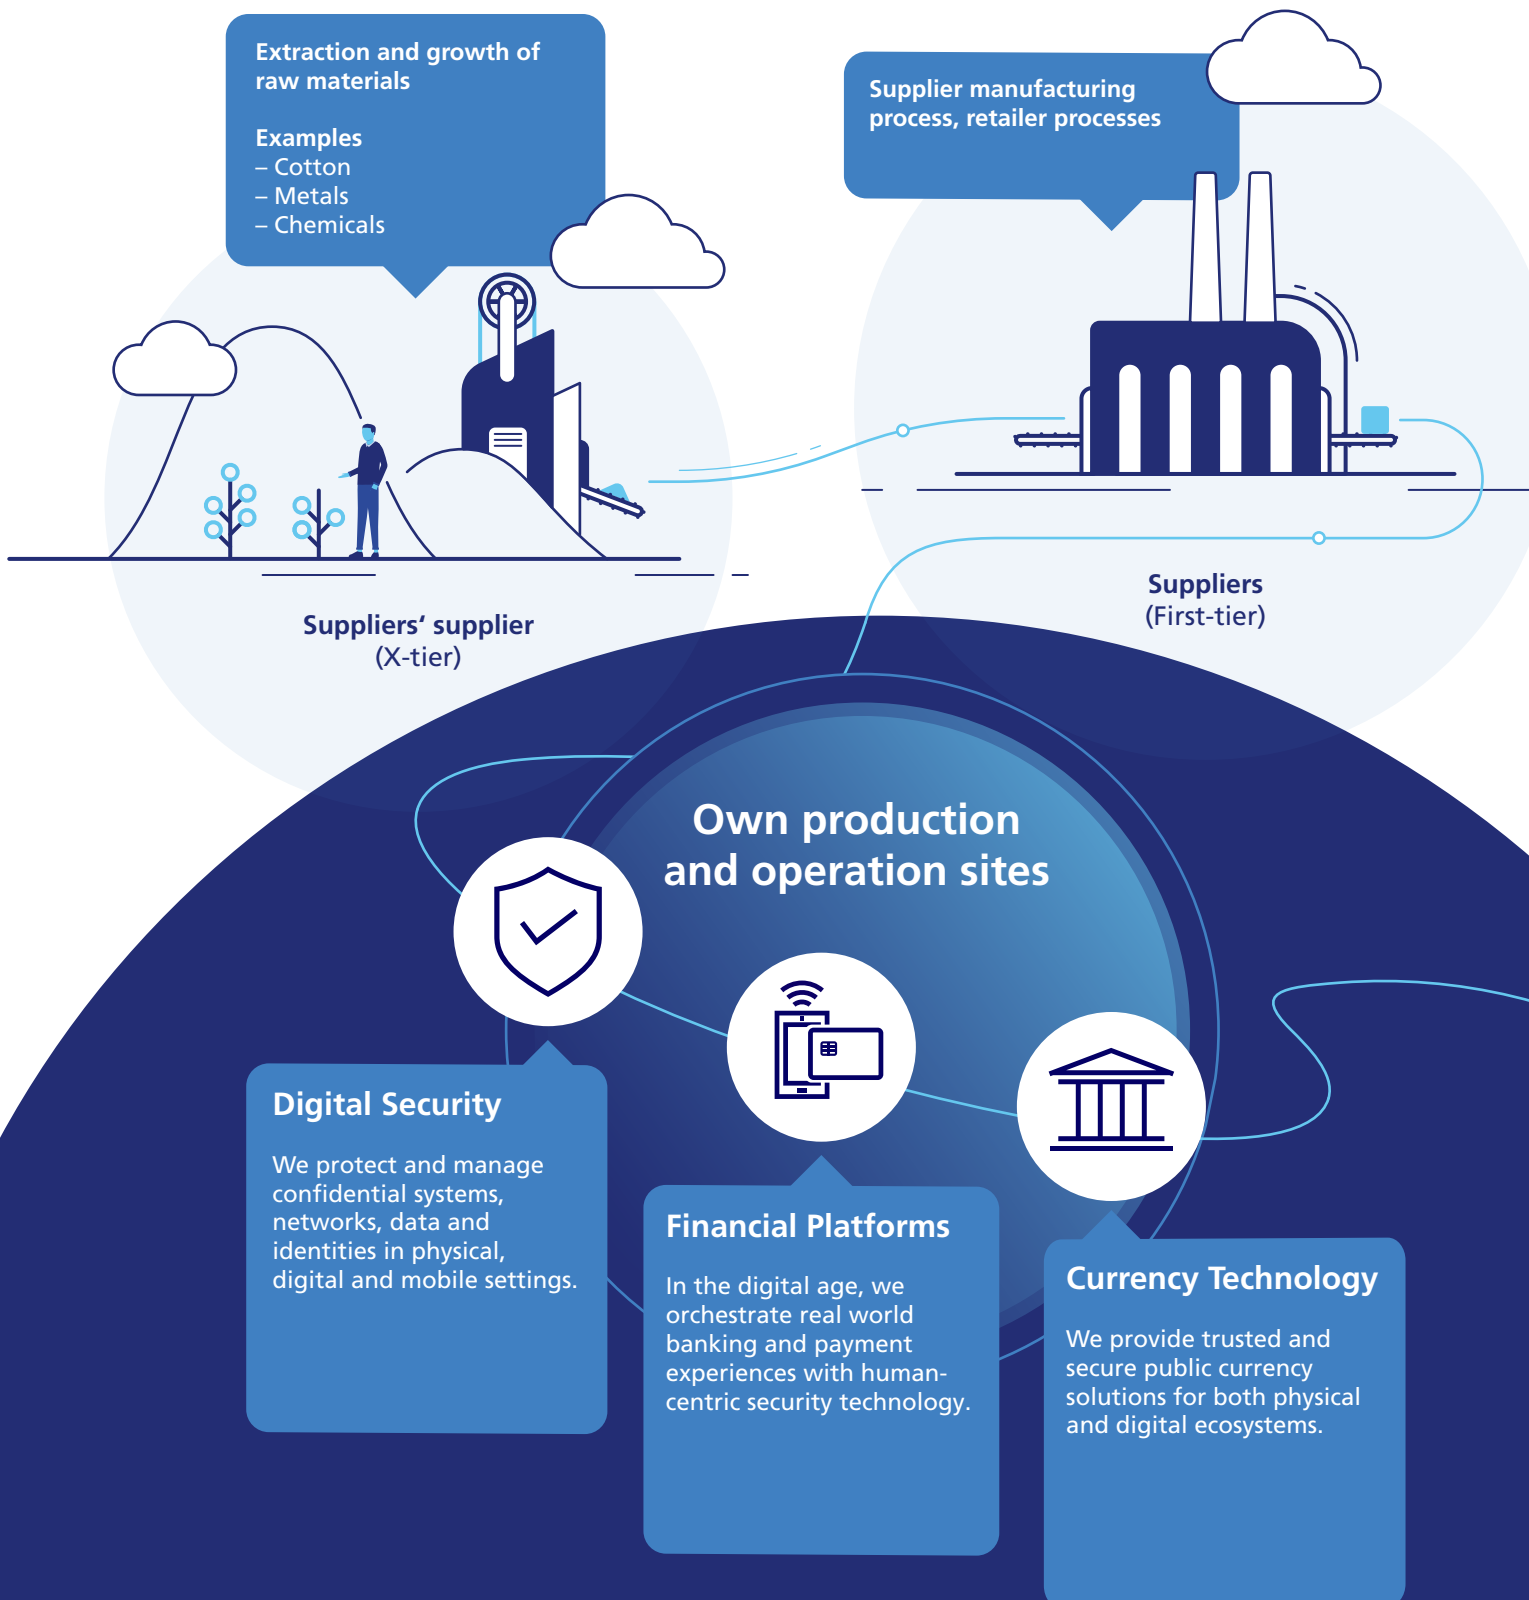 Extraction and growth of
raw materials
Examples
– Cotton
– Metals
– Chemicals
Supplier manufacturing
process, retailer processes
Suppliers‘ supplier
(X-tier)
Suppliers
(First-tier)
Own production
and operation sites
Digital Security
We protect and manage
confidential systems,
networks, data and
identities in physical,
digital and mobile settings.
Financial Platforms
In the digital age, we
orchestrate real world
banking and payment
experiences with human-
centric security technology.
Currency Technology
We provide trusted and
secure public currency
solutions for both physical
and digital ecosystems.